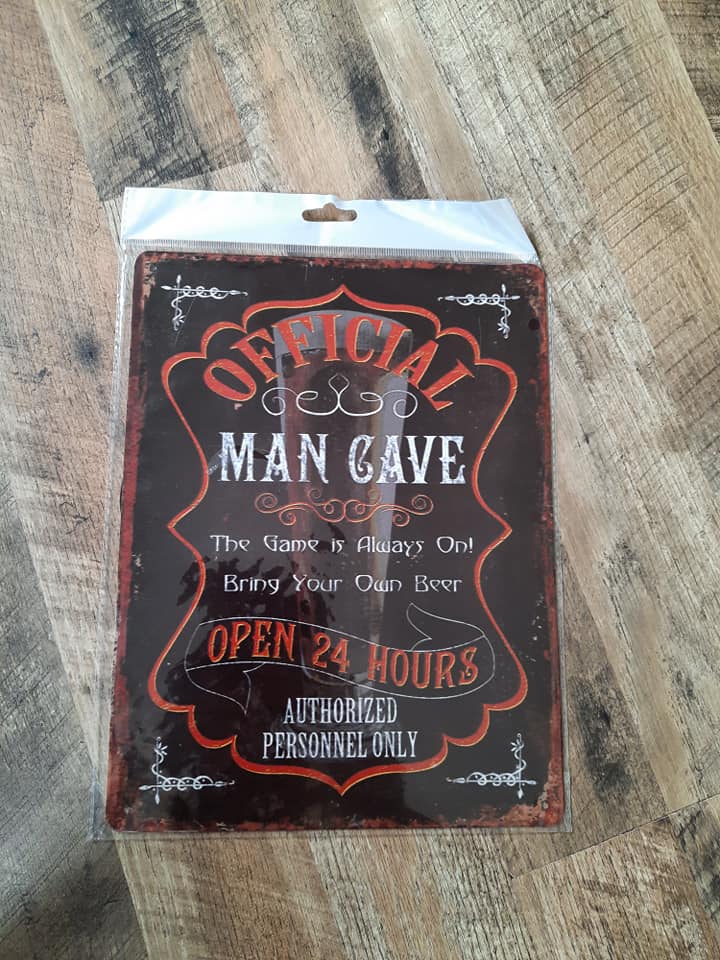 OFFICIAL
MAN CAVE
The Game is Always On!
Bring Your Own Beer
OPEN 24 HOURS
AUTHORIZED
PERSONNEL ONLY